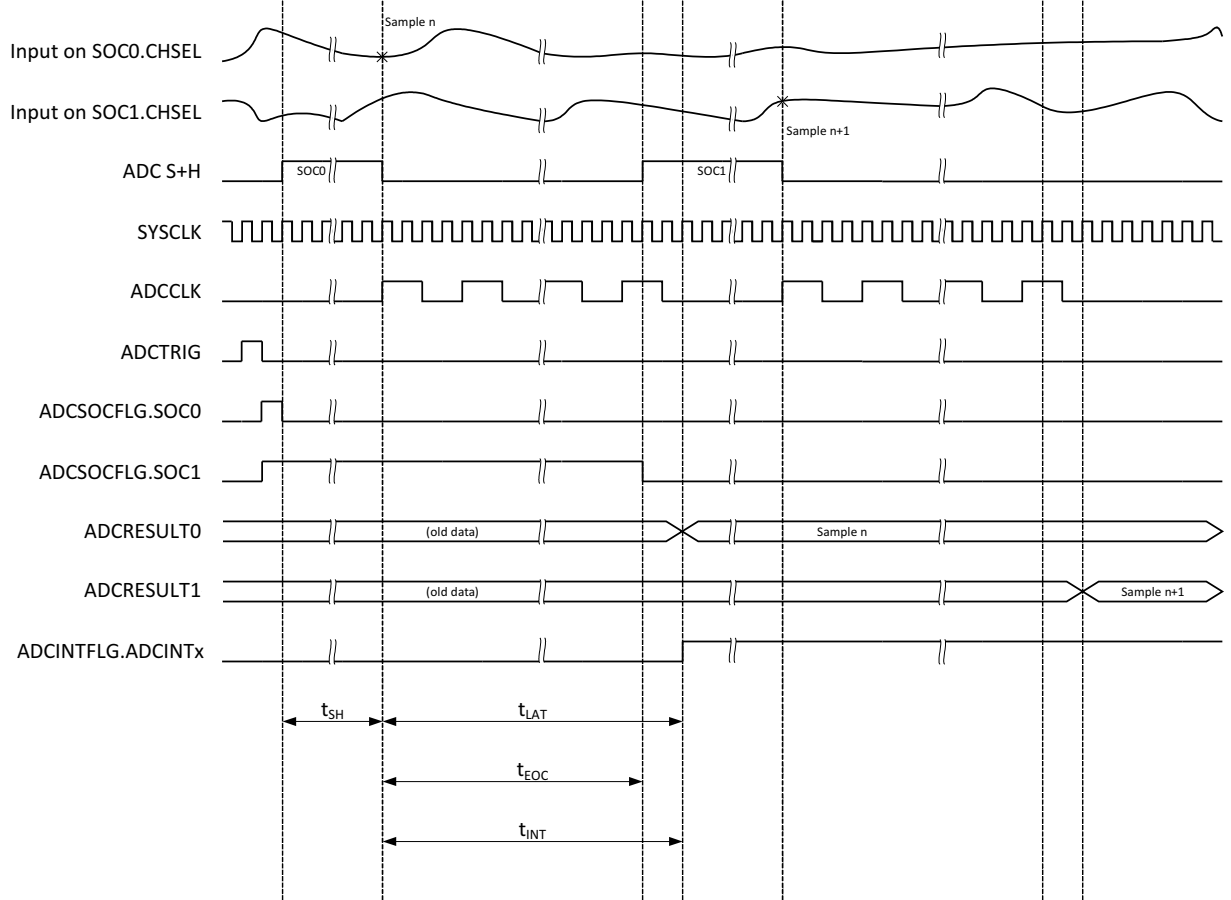 Sample n
Input on SOC0.CHSEL
Input on SOC1.CHSEL
Sample n+1
ADC S+H
SOC0
SOC1
SYSCLK
ADCCLK
ADCTRIG
ADCSOCFLG.SOC0
ADCSOCFLG.SOC1
ADCRESULT0
(old data)
Sample n
ADCRESULT1
(old data)
Sample n+1
ADCINTFLG.ADCINTx
tSH
tLAT
tEOC
tINT